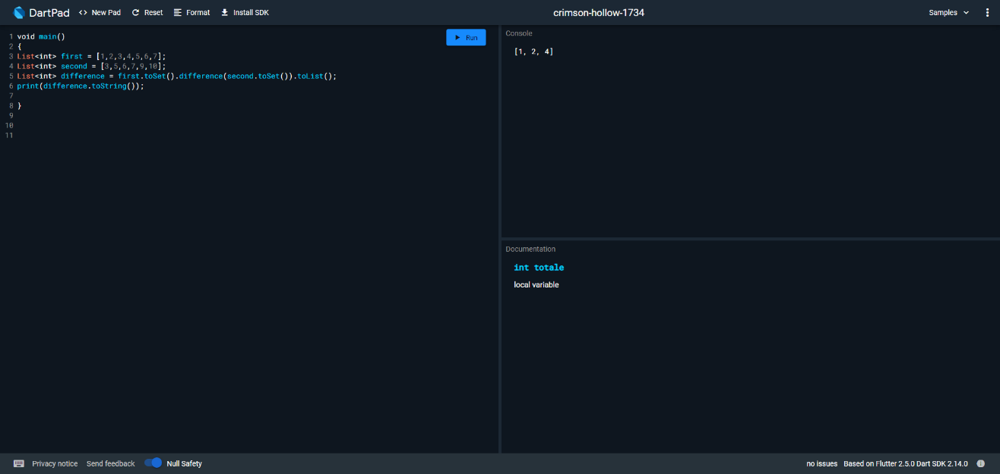 DartPad <> New Pad Reset Format Install SDK crimson-hollow-1734 Samples
1 void main()
2 {
3 List<int> first = [1,2,3,4,5,6,7];
4 List<int> second = [3,5,6,7,9,10];
5 List<int> difference = first.toSet().difference(second.toSet()).toList();
6 print(difference.toString());
7
8 }
9
10
11
Run
Console
[1, 2, 4]
Documentation
int totale
local variable
Privacy notice Send feedback Null Safety no issues Based on Flutter 2.5.0 Dart SDK 2.14.0